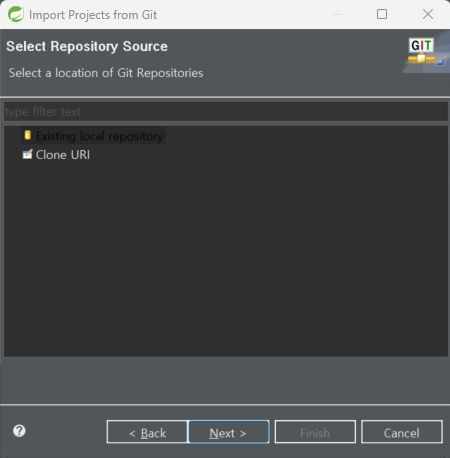 Import Projects from Git
Select Repository Source
Select a location of Git Repositories
GIT
type filter text
Existing local repository
Clone URI
?
< Back
Next >
Finish
Cancel